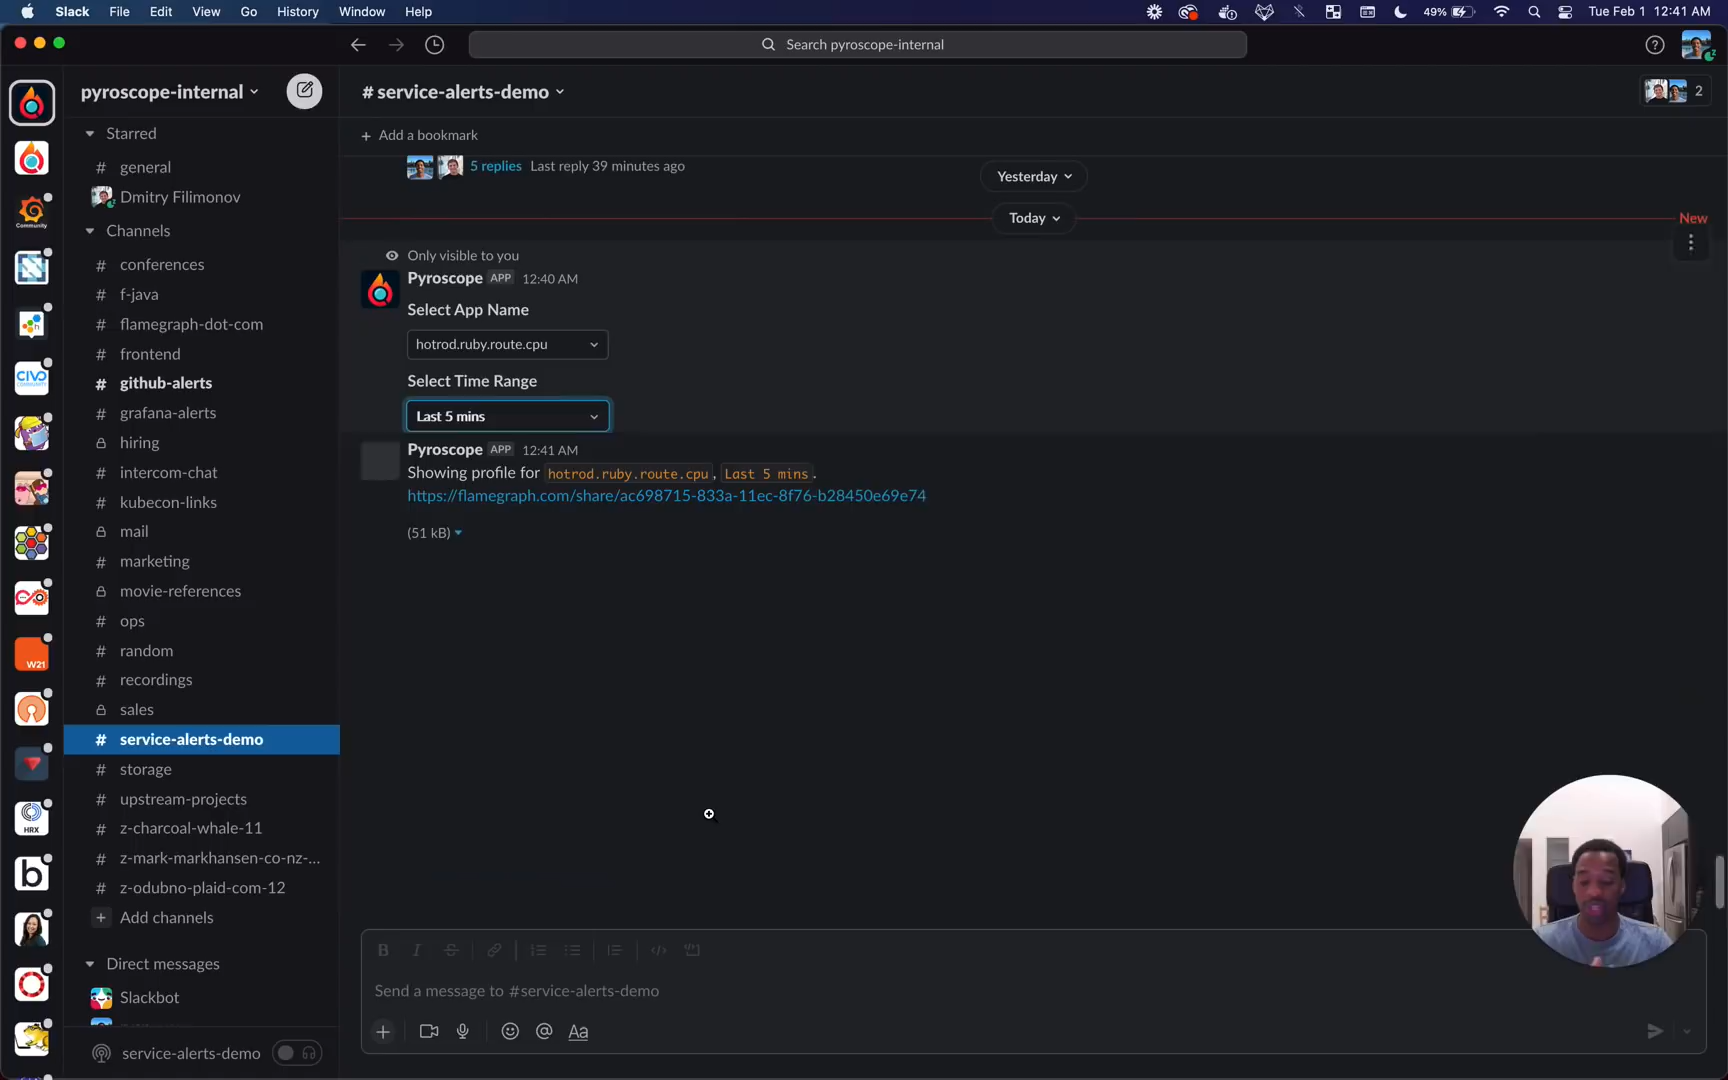 Slack File Edit View Go History Window Help 49% Tue Feb 1 12:41 AM
Search pyroscope-internal
pyroscope-internal
# service-alerts-demo
2
Add a bookmark
Starred
# general
Dmitry Filimonov
Channels
# conferences
# f-java
# flamegraph-dot-com
# frontend
# github-alerts
# grafana-alerts
hiring
# intercom-chat
# kubecon-links
mail
# marketing
movie-references
# ops
# random
# recordings
sales
# service-alerts-demo
# storage
# upstream-projects
# z-charcoal-whale-11
# z-mark-markhansen-co-nz-...
# z-odubno-plaid-com-12
+ Add channels
Direct messages
Slackbot
service-alerts-demo
Community
CIVO
COMMUNITY
W21
HRX
b
5 replies Last reply 39 minutes ago
Yesterday
Today
New
Only visible to you
Pyroscope APP 12:40 AM
Select App Name
hotrod.ruby.route.cpu
Select Time Range
Last 5 mins
Pyroscope APP 12:41 AM
Showing profile for hotrod.ruby.route.cpu, Last 5 mins.
https://flamegraph.com/share/ac698715-833a-11ec-8f76-b28450e69e74
(51 kB)
B I S
Send a message to #service-alerts-demo
+ @ Aa